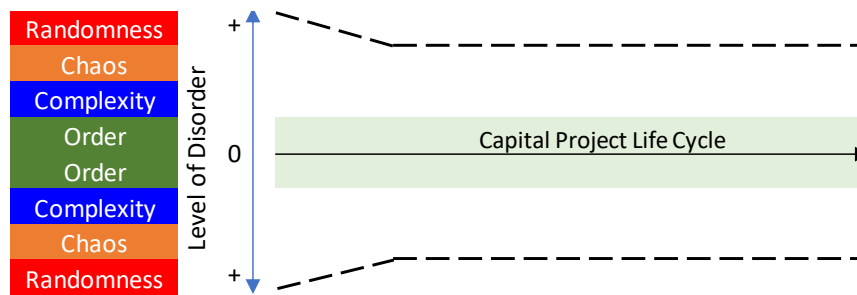 Randomness
Chaos
Complexity
Order
Order
Complexity
Chaos
Randomness
Level of Disorder
+
0
+
Capital Project Life Cycle